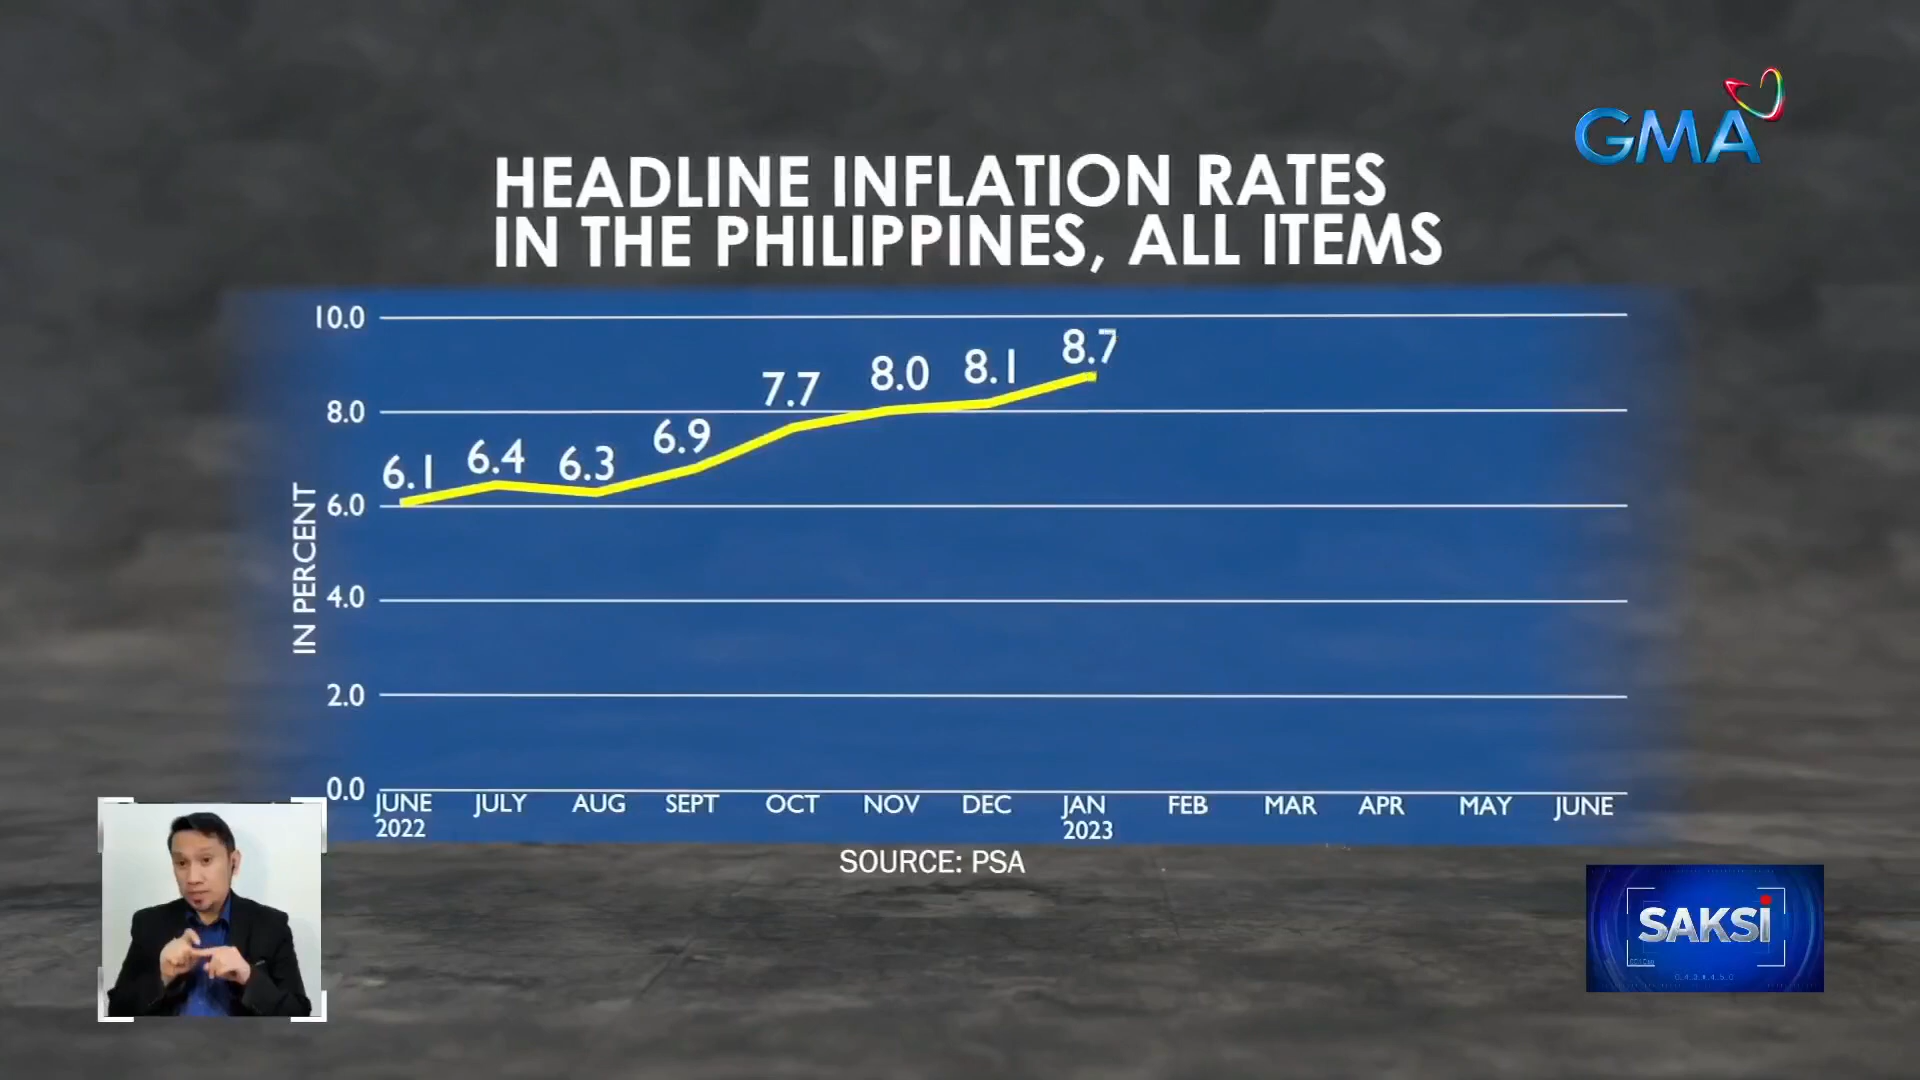 GMA
HEADLINE INFLATION RATES
IN THE PHILIPPINES, ALL ITEMS
IN PERCENT
10.0
8.0
6.0
4.0
2.0
0.0
6.1
6.4
6.3
6.9
7.7
8.0
8.1
8.7
JUNE 2022
JULY
AUG
SEPT
OCT
NOV
DEC
JAN 2023
FEB
MAR
APR
MAY
JUNE
SOURCE: PSA
SAKSI